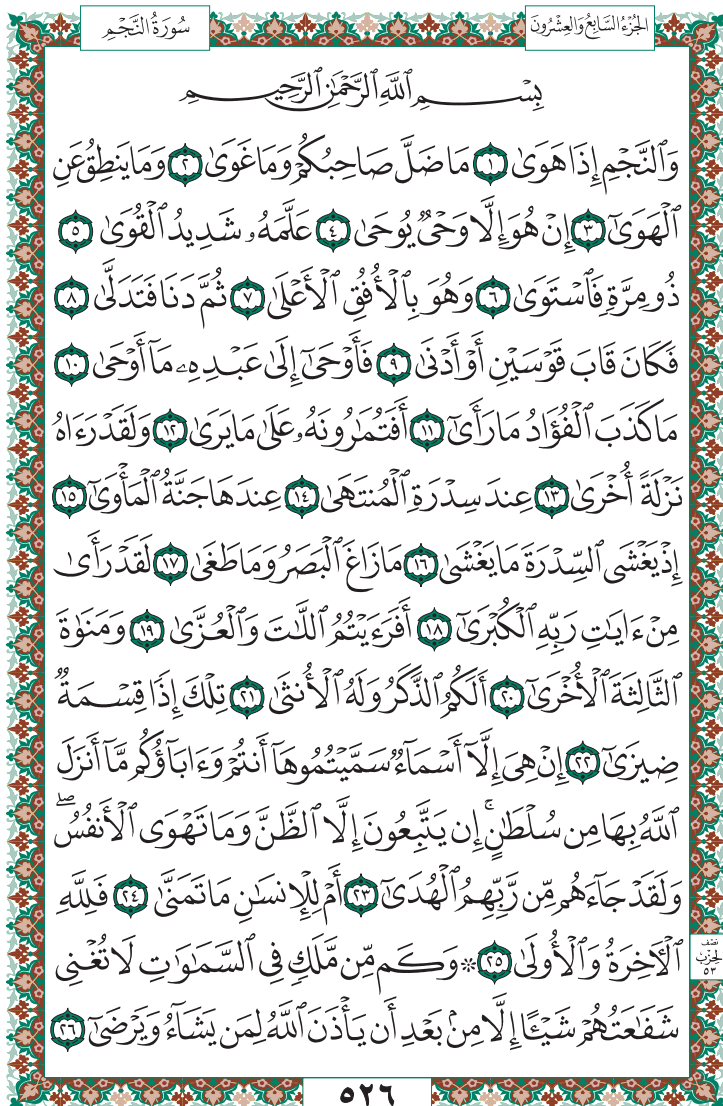 الجُزْءُ السَّابِعُ وَالعِشْرُونَ
سُورَةُ النَّجْمِ
بِسْمِ ٱللَّهِ ٱلرَّحْمَٰنِ ٱلرَّحِيمِ
وَٱلنَّجْمِ إِذَا هَوَىٰ ١ مَا ضَلَّ صَاحِبُكُمْ وَمَا غَوَىٰ ٢ وَمَا يَنطِقُ عَنِ
ٱلْهَوَىٰٓ ٣ إِنْ هُوَ إِلَّا وَحْىٌ يُوحَىٰ ٤ عَلَّمَهُۥ شَدِيدُ ٱلْقُوَىٰ ٥
ذُو مِرَّةٍ فَٱسْتَوَىٰ ٦ وَهُوَ بِٱلْأُفُقِ ٱلْأَعْلَىٰ ٧ ثُمَّ دَنَا فَتَدَلَّىٰ ٨
فَكَانَ قَابَ قَوْسَيْنِ أَوْ أَدْنَىٰ ٩ فَأَوْحَىٰٓ إِلَىٰ عَبْدِهِۦ مَآ أَوْحَىٰ ١٠
مَا كَذَبَ ٱلْفُؤَادُ مَا رَأَىٰٓ ١١ أَفَتُمَٰرُونَهُۥ عَلَىٰ مَا يَرَىٰ ١٢ وَلَقَدْ رَءَاهُ
نَزْلَةً أُخْرَىٰ ١٣ عِندَ سِدْرَةِ ٱلْمُنتَهَىٰ ١٤ عِندَهَا جَنَّةُ ٱلْمَأْوَىٰٓ ١٥
إِذْ يَغْشَى ٱلسِّدْرَةَ مَا يَغْشَىٰ ١٦ مَا زَاغَ ٱلْبَصَرُ وَمَا طَغَىٰ ١٧ لَقَدْ رَأَىٰ
مِنْ ءَايَٰتِ رَبِّهِ ٱلْكُبْرَىٰٓ ١٨ أَفَرَءَيْتُمُ ٱللَّٰتَ وَٱلْعُزَّىٰ ١٩ وَمَنَوٰةَ
ٱلثَّالِثَةَ ٱلْأُخْرَىٰٓ ٢٠ أَلَكُمُ ٱلذَّكَرُ وَلَهُ ٱلْأُنثَىٰ ٢١ تِلْكَ إِذًا قِسْمَةٌ
ضِيزَىٰٓ ٢٢ إِنْ هِىَ إِلَّآ أَسْمَآءٌ سَمَّيْتُمُوهَآ أَنتُمْ وَءَابَآؤُكُم مَّآ أَنزَلَ
ٱللَّهُ بِهَا مِن سُلْطَٰنٍ ۚ إِن يَتَّبِعُونَ إِلَّا ٱلظَّنَّ وَمَا تَهْوَى ٱلْأَنفُسُ ۖ
وَلَقَدْ جَآءَهُم مِّن رَّبِّهِمُ ٱلْهُدَىٰٓ ٢٣ أَمْ لِلْإِنسَٰنِ مَا تَمَنَّىٰ ٢٤ فَلِلَّهِ
ٱلْءَاخِرَةُ وَٱلْأُولَىٰ ٢٥ ۞ وَكَم مِّن مَّلَكٍ فِى ٱلسَّمَٰوَٰتِ لَا تُغْنِى
شَفَٰعَتُهُمْ شَيْـًٔا إِلَّا مِنۢ بَعْدِ أَن يَأْذَنَ ٱللَّهُ لِمَن يَشَآءُ وَيَرْضَىٰٓ ٢٦
نصف
الحزب
٥٣
٥٢٦